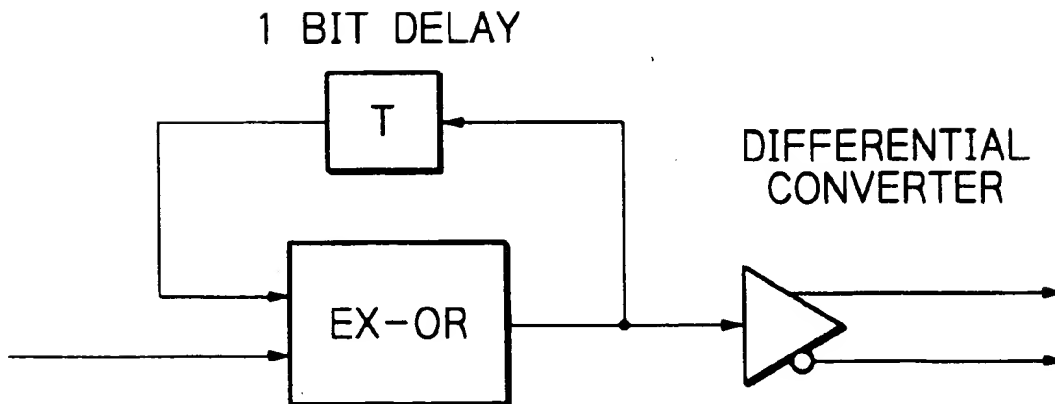 1 BIT DELAY
T
DIFFERENTIAL
CONVERTER
EX-OR